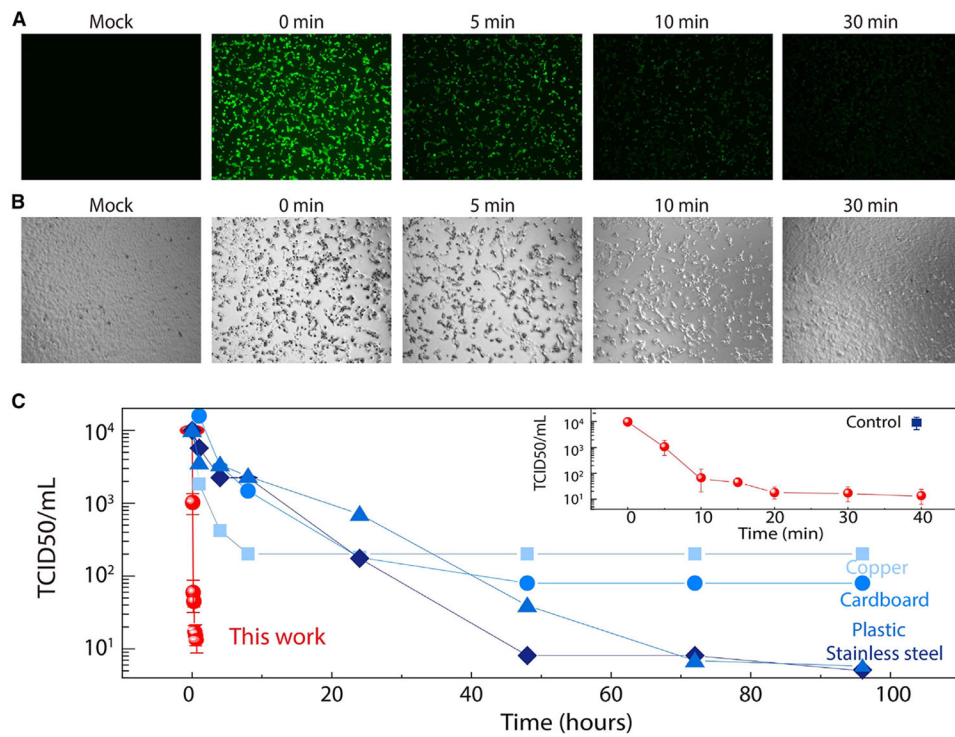 A
Mock 0 min 5 min 10 min 30 min
B
Mock 0 min 5 min 10 min 30 min
C
TCID50/mL
10⁴
10³
10²
10¹
0 20 40 60 80 100
Time (hours)
This work
Copper
Cardboard
Plastic
Stainless steel
TCID50/mL
10⁴
10³
10²
10¹
0 10 20 30 40
Time (min)
Control